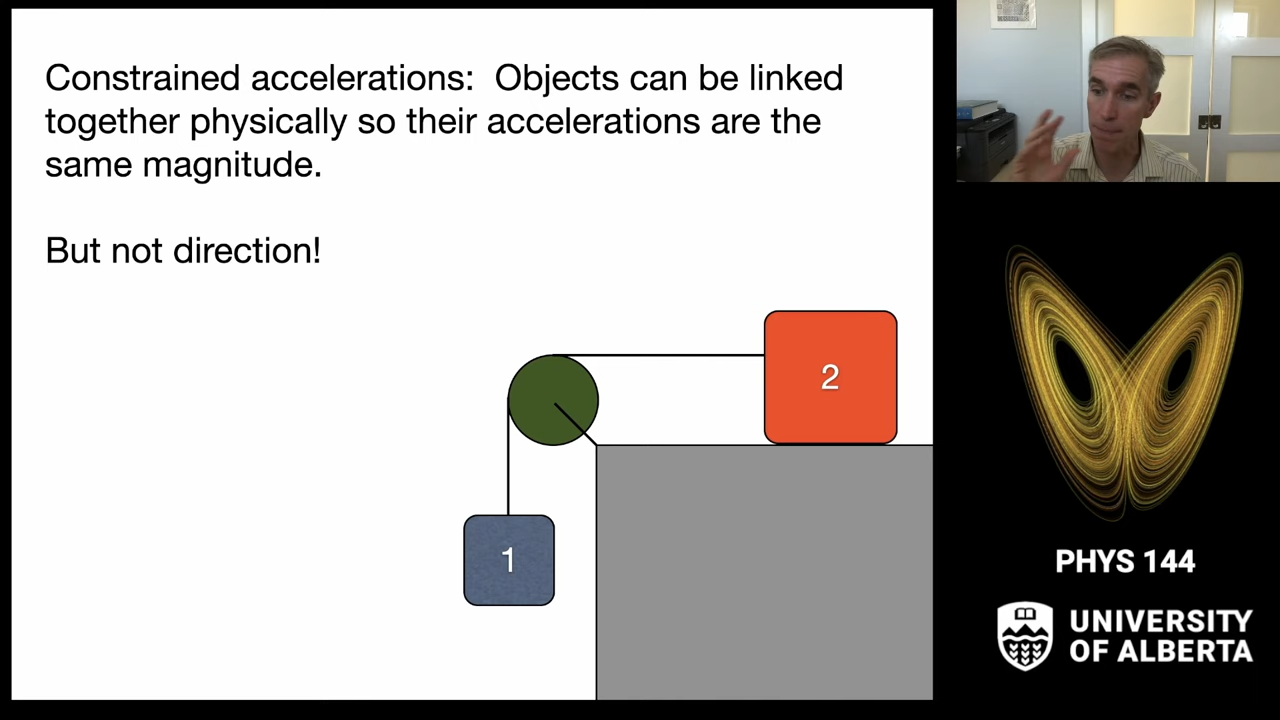 Constrained accelerations:  Objects can be linked
together physically so their accelerations are the
same magnitude.
But not direction!
2
1
PHYS 144
UNIVERSITY
OF ALBERTA